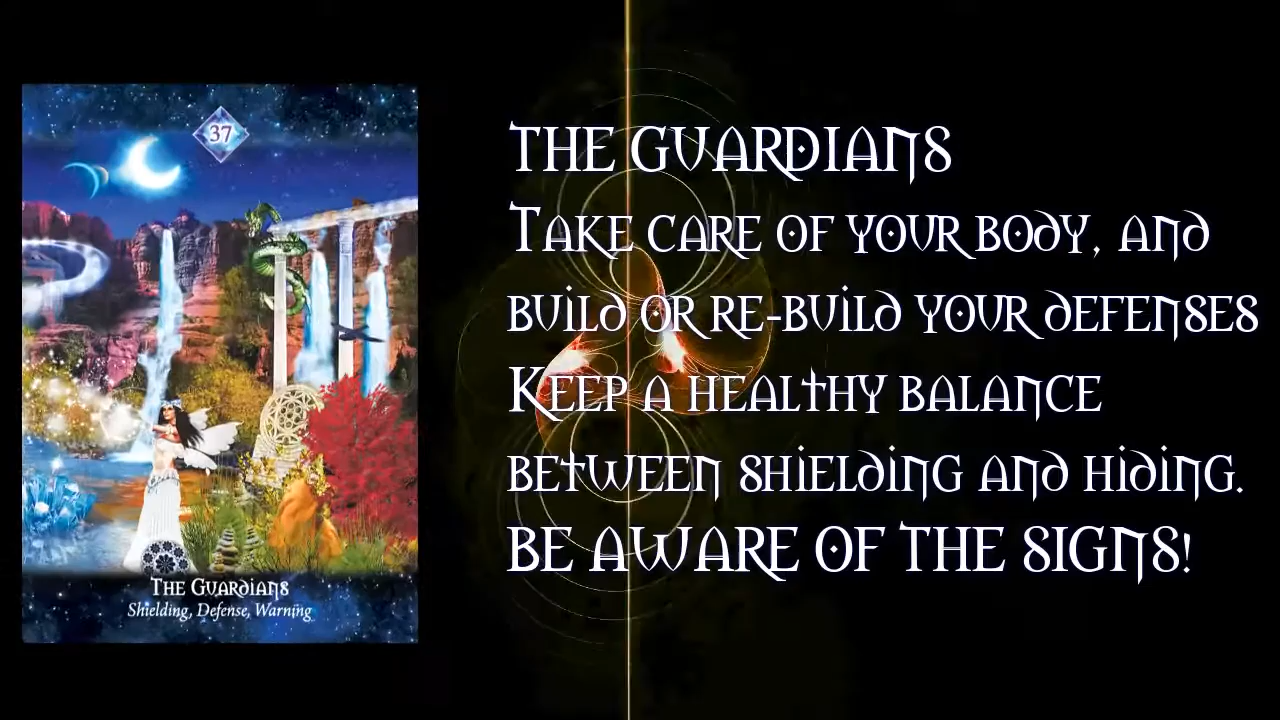 37
The Guardians
Shielding, Defense, Warning
THE GUARDIANS
Take care of your body, and
build or re-build your defenses
Keep a healthy balance
between shielding and hiding.
BE AWARE OF THE SIGNS!